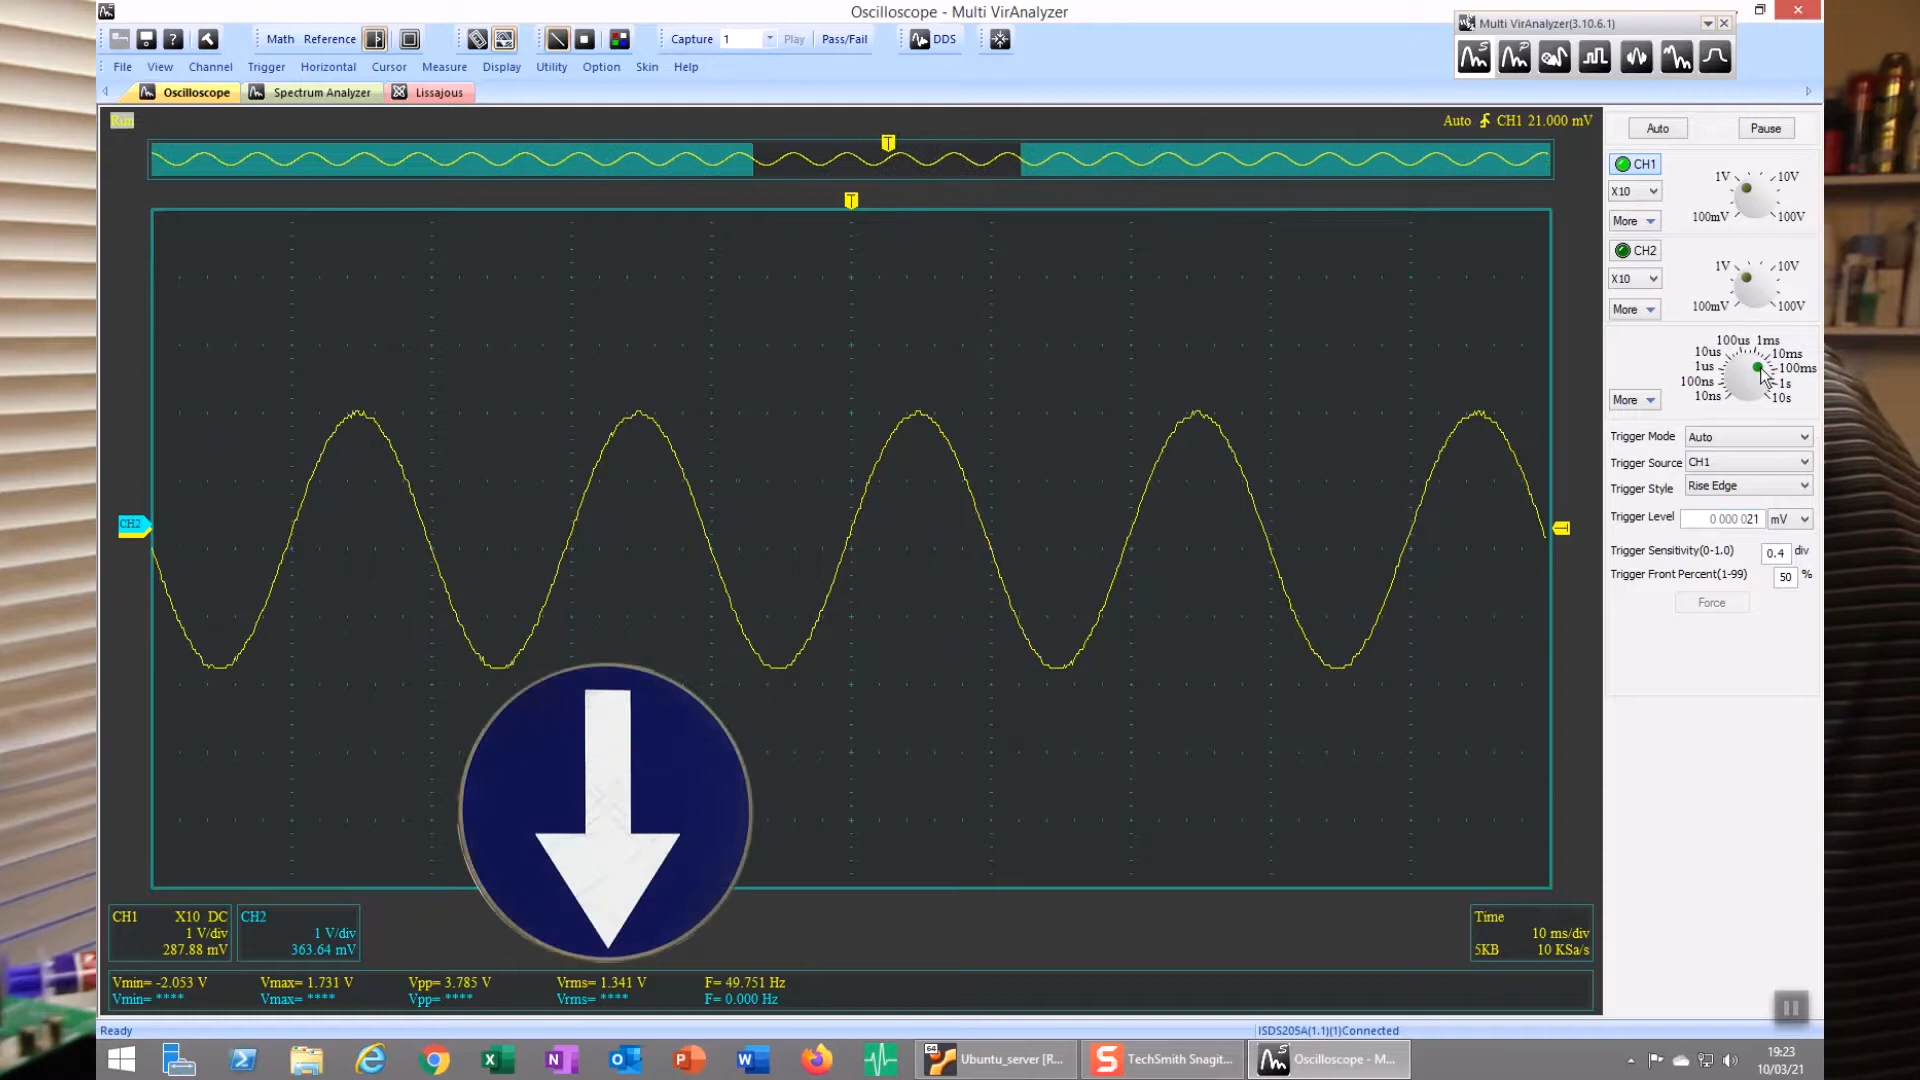 Oscilloscope - Multi VirAnalyzer
Multi VirAnalyzer(3.10.6.1)
Math Reference Capture 1 Play Pass/Fail DDS
File View Channel Trigger Horizontal Cursor Measure Display Utility Option Skin Help
Oscilloscope Spectrum Analyzer Lissajous
Run
Auto CH1 21.000 mV
T
T
Auto Pause
CH1
X10
More
1V 10V
100mV 100V
CH2
X10
More
1V 10V
100mV 100V
100us 1ms
10us 10ms
1us 100ms
100ns 1s
10ns 10s
More
Trigger Mode Auto
Trigger Source CH1
Trigger Style Rise Edge
Trigger Level 0 000 021 mV
Trigger Sensitivity(0-1.0) 0.4 div
Trigger Front Percent(1-99) 50 %
Force
CH2
CH1 X10 DC
1 V/div
287.88 mV
CH2
1 V/div
363.64 mV
Time
10 ms/div
5KB 10 KSa/s
Vmin= -2.053 V Vmax= 1.731 V Vpp= 3.785 V Vrms= 1.341 V F= 49.751 Hz
Vmin= **** Vmax= **** Vpp= **** Vrms= **** F= 0.000 Hz
Ready
ISDS205A(1.1)(1)Connected
64
Ubuntu_server [R...
TechSmith Snagit...
Oscilloscope - M...
19:23
10/03/21